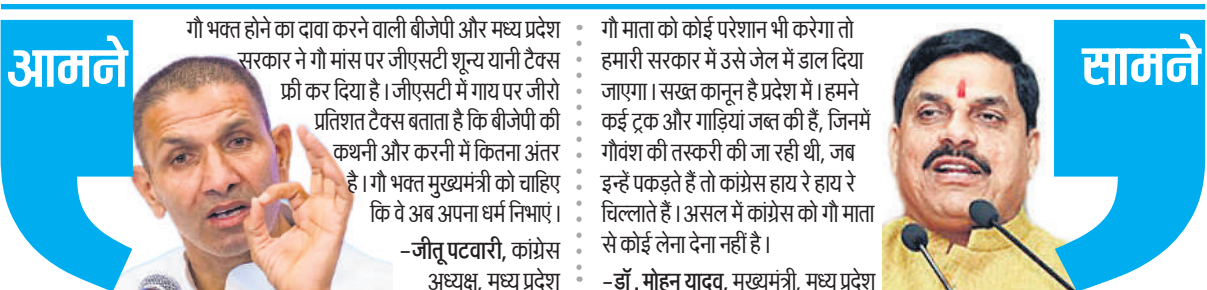 आमने
गौ भक्त होने का दावा करने वाली बीजेपी और मध्य प्रदेश
सरकार ने गौ मांस पर जीएसटी शून्य यानी टैक्स
फ्री कर दिया है। जीएसटी में गाय पर जीरो
प्रतिशत टैक्स बताता है कि बीजेपी की
कथनी और करनी में कितना अंतर
है। गौ भक्त मुख्यमंत्री को चाहिए
कि वे अब अपना धर्म निभाएं।
–जीतू पटवारी, कांग्रेस
अध्यक्ष, मध्य प्रदेश
गौ माता को कोई परेशान भी करेगा तो
हमारी सरकार में उसे जेल में डाल दिया
जाएगा। सख्त कानून है प्रदेश में। हमने
कई ट्रक और गाड़ियां जब्त की हैं, जिनमें
गौवंश की तस्करी की जा रही थी, जब
इन्हें पकड़ते हैं तो कांग्रेस हाय रे हाय रे
चिल्लाते हैं। असल में कांग्रेस को गौ माता
से कोई लेना देना नहीं है।
–डॉ. मोहन यादव, मुख्यमंत्री, मध्य प्रदेश
सामने